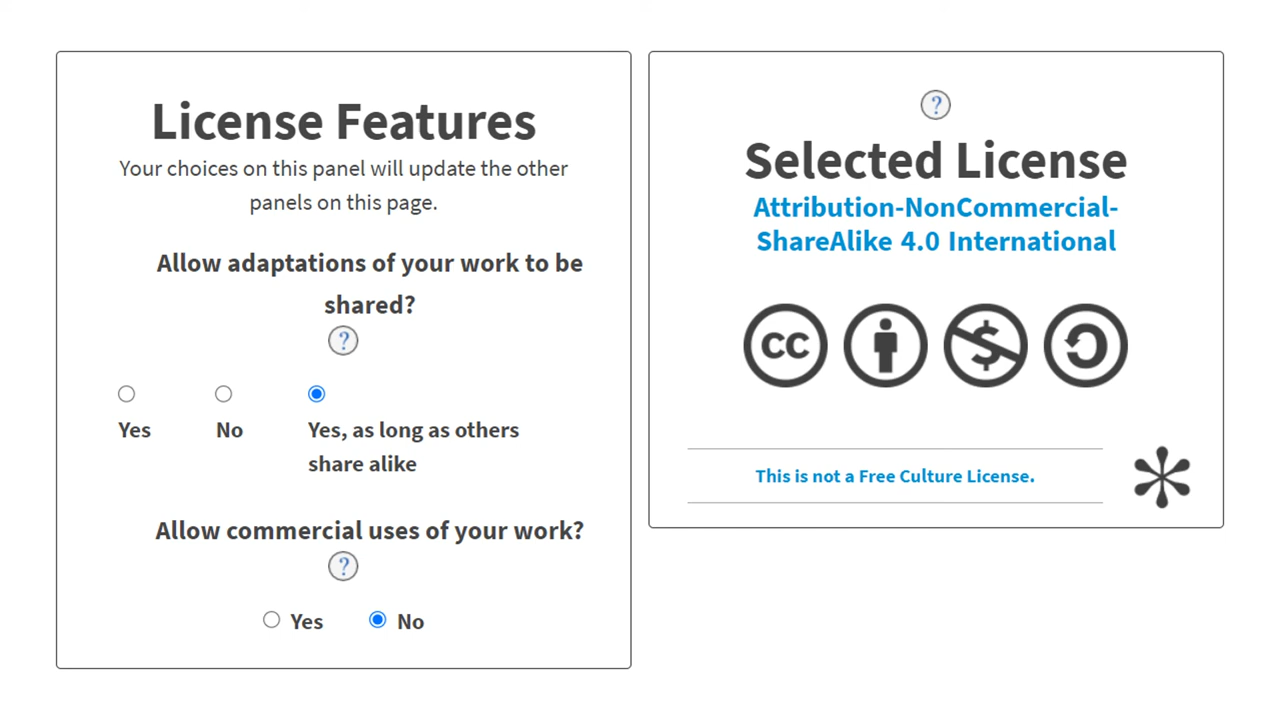 License Features
Your choices on this panel will update the other
panels on this page.
Allow adaptations of your work to be
shared?
?
Yes
No
Yes, as long as others
share alike
Allow commercial uses of your work?
?
Yes
No
?
Selected License
Attribution-NonCommercial-
ShareAlike 4.0 International
cc
$
This is not a Free Culture License.